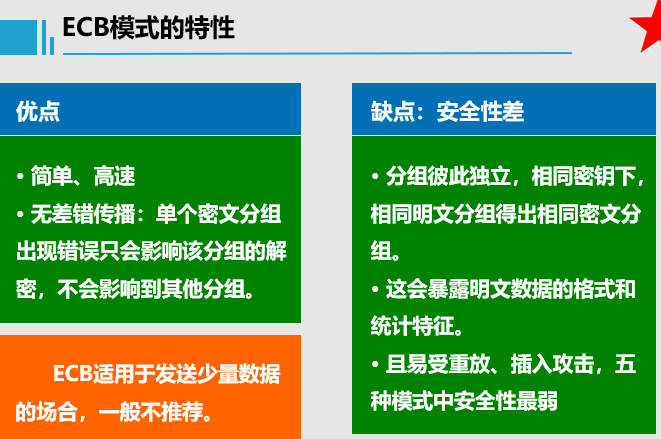 ECB模式的特性
优点
• 简单、高速
• 无差错传播：单个密文分组
出现错误只会影响该分组的解
密，不会影响到其他分组。
ECB适用于发送少量数据
的场合，一般不推荐。
缺点：安全性差
• 分组彼此独立，相同密钥下，
相同明文分组得出相同密文分
组。
• 这会暴露明文数据的格式和
统计特征。
• 且易受重放、插入攻击，五
种模式中安全性最弱